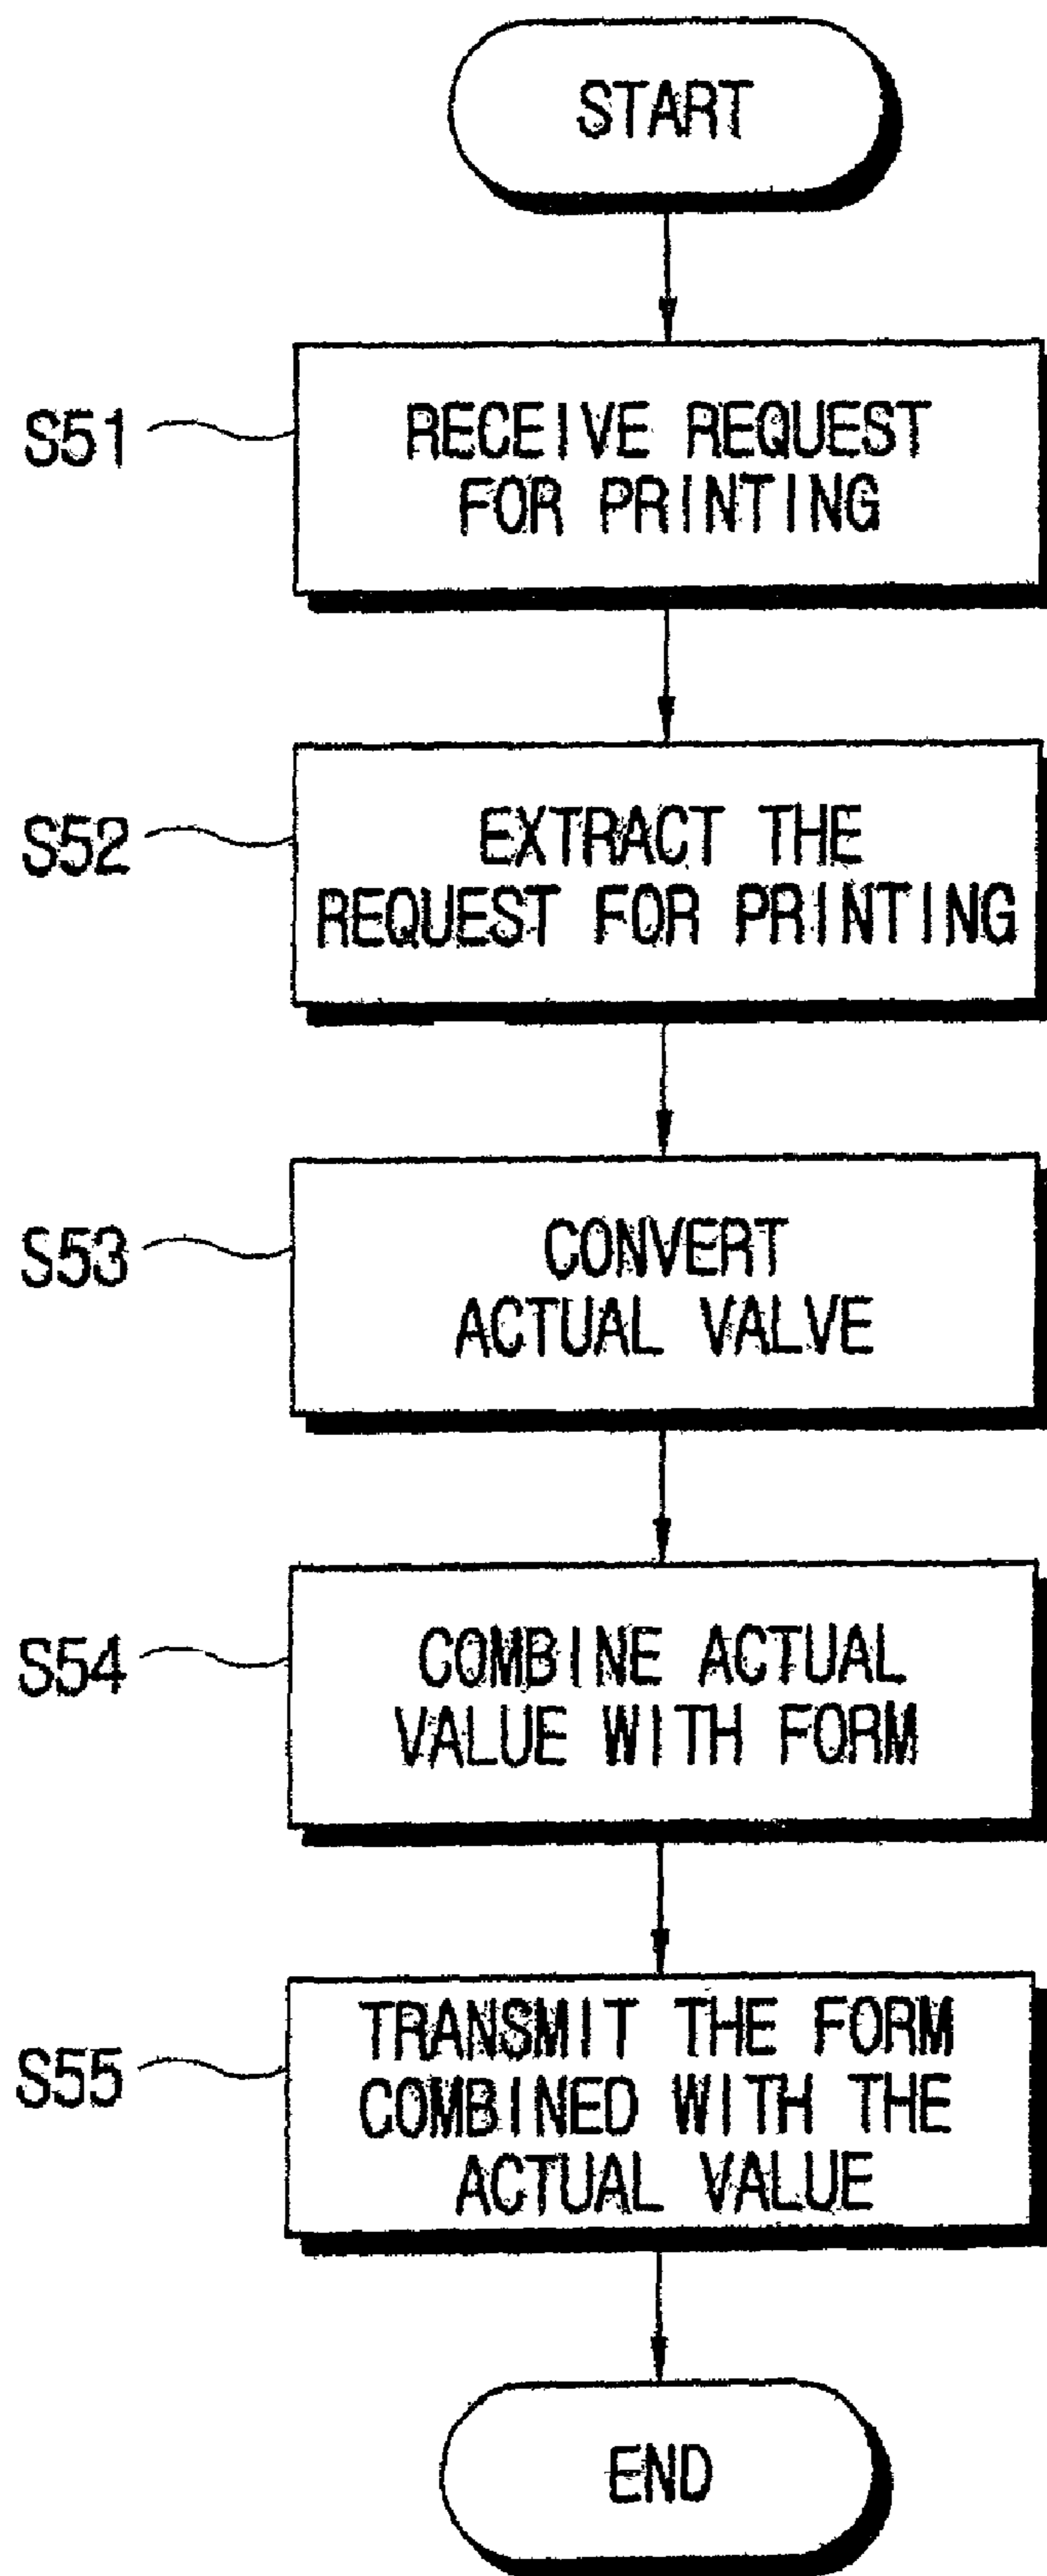 START
S51
RECEIVE REQUEST
FOR PRINTING
S52
EXTRACT THE
REQUEST FOR PRINTING
S53
CONVERT
ACTUAL VALVE
S54
COMBINE ACTUAL
VALUE WITH FORM
S55
TRANSMIT THE FORM
COMBINED WITH THE
ACTUAL VALUE
END